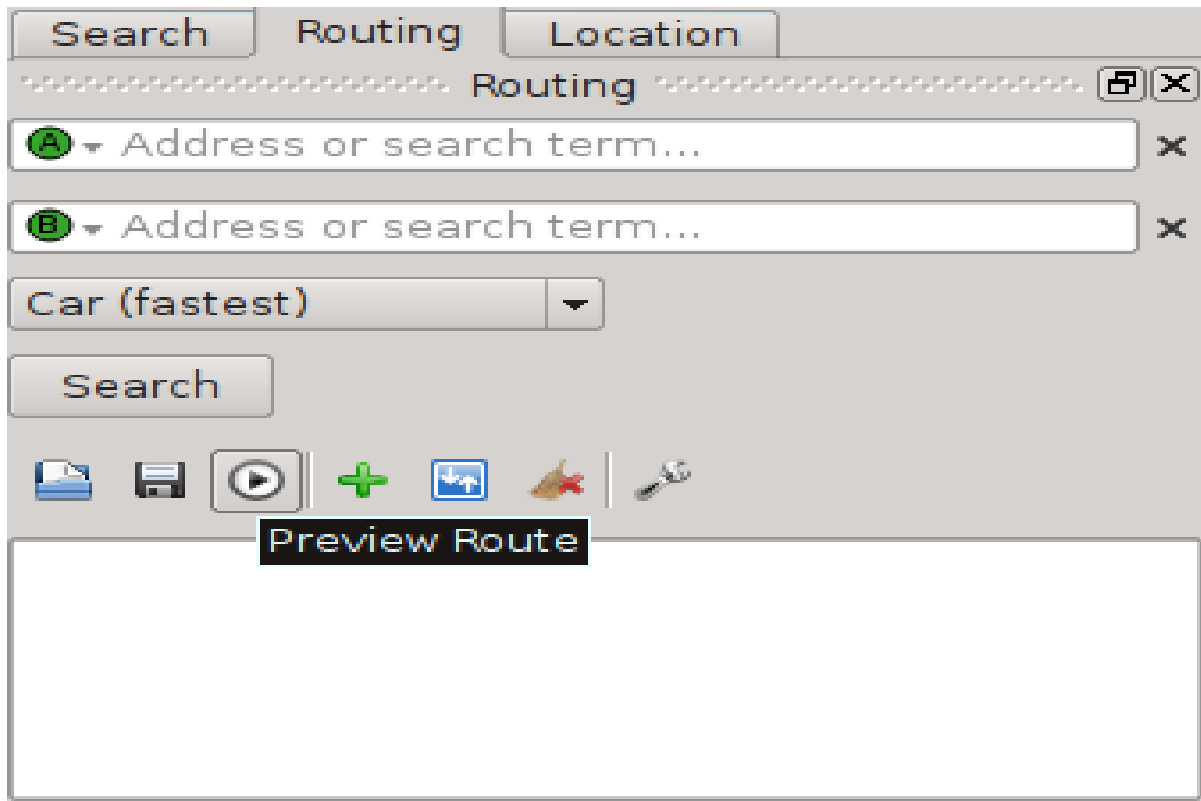 Search Routing Location
Routing
A Address or search term...
B Address or search term...
Car (fastest)
Search
Preview Route